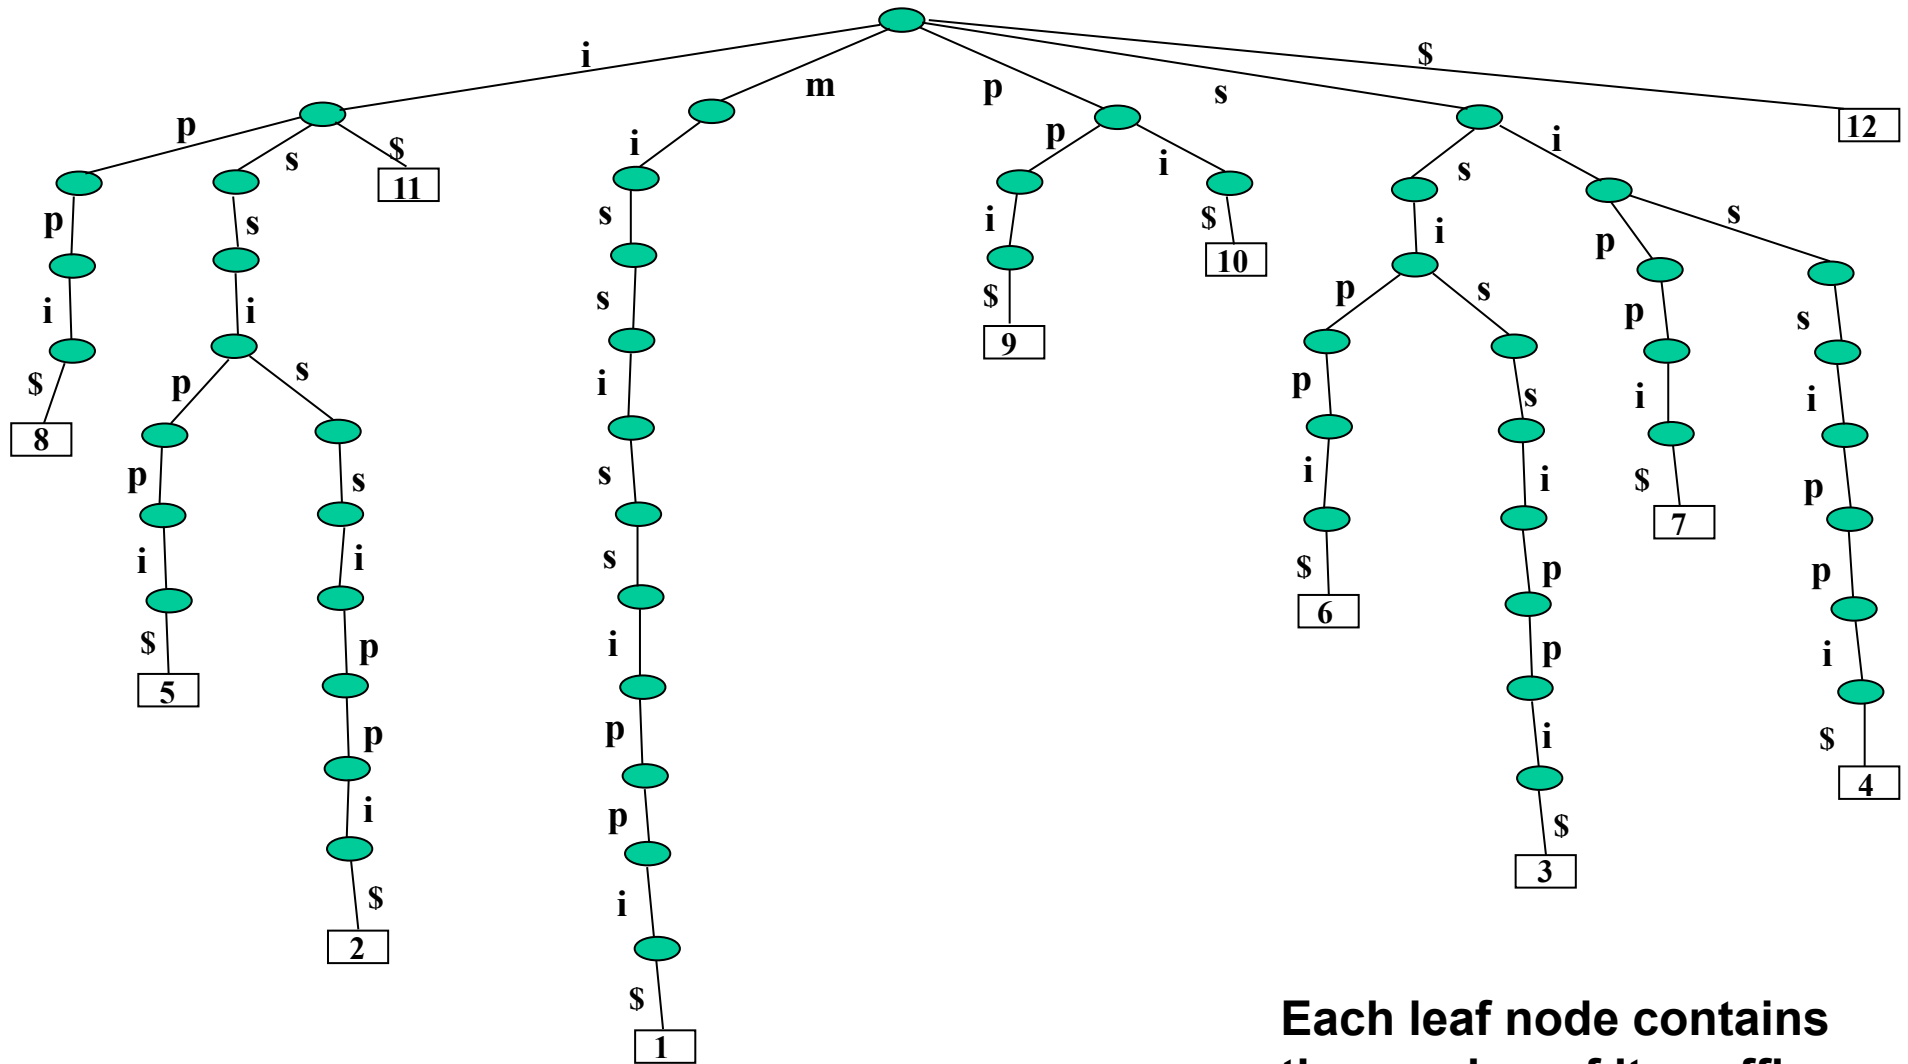 i $
m p s
p i p i 12
s $ i s
11
p s s i $ i p s
10
i i s $ p s p s
9
$ p s i p i i
8
p s s i i $ p
7
i i s $ p p
6
$ p i p i
5
p p i $
4
i p $
3
$ i
2
$
1
Each leaf node contains